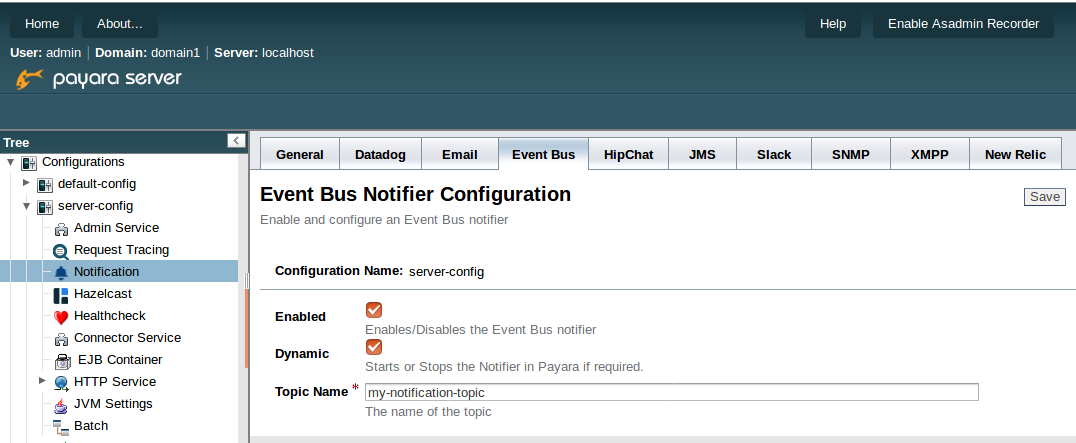 Home About... Help Enable Asadmin Recorder
User: admin Domain: domain1 Server: localhost
payara server
Tree
Configurations
default-config
server-config
Admin Service
Request Tracing
Notification
Hazelcast
Healthcheck
Connector Service
EJB Container
HTTP Service
JVM Settings
Batch
General Datadog Email Event Bus HipChat JMS Slack SNMP XMPP New Relic
Event Bus Notifier Configuration
Save
Enable and configure an Event Bus notifier
Configuration Name: server-config
Enabled
Enables/Disables the Event Bus notifier
Dynamic
Starts or Stops the Notifier in Payara if required.
Topic Name * my-notification-topic
The name of the topic